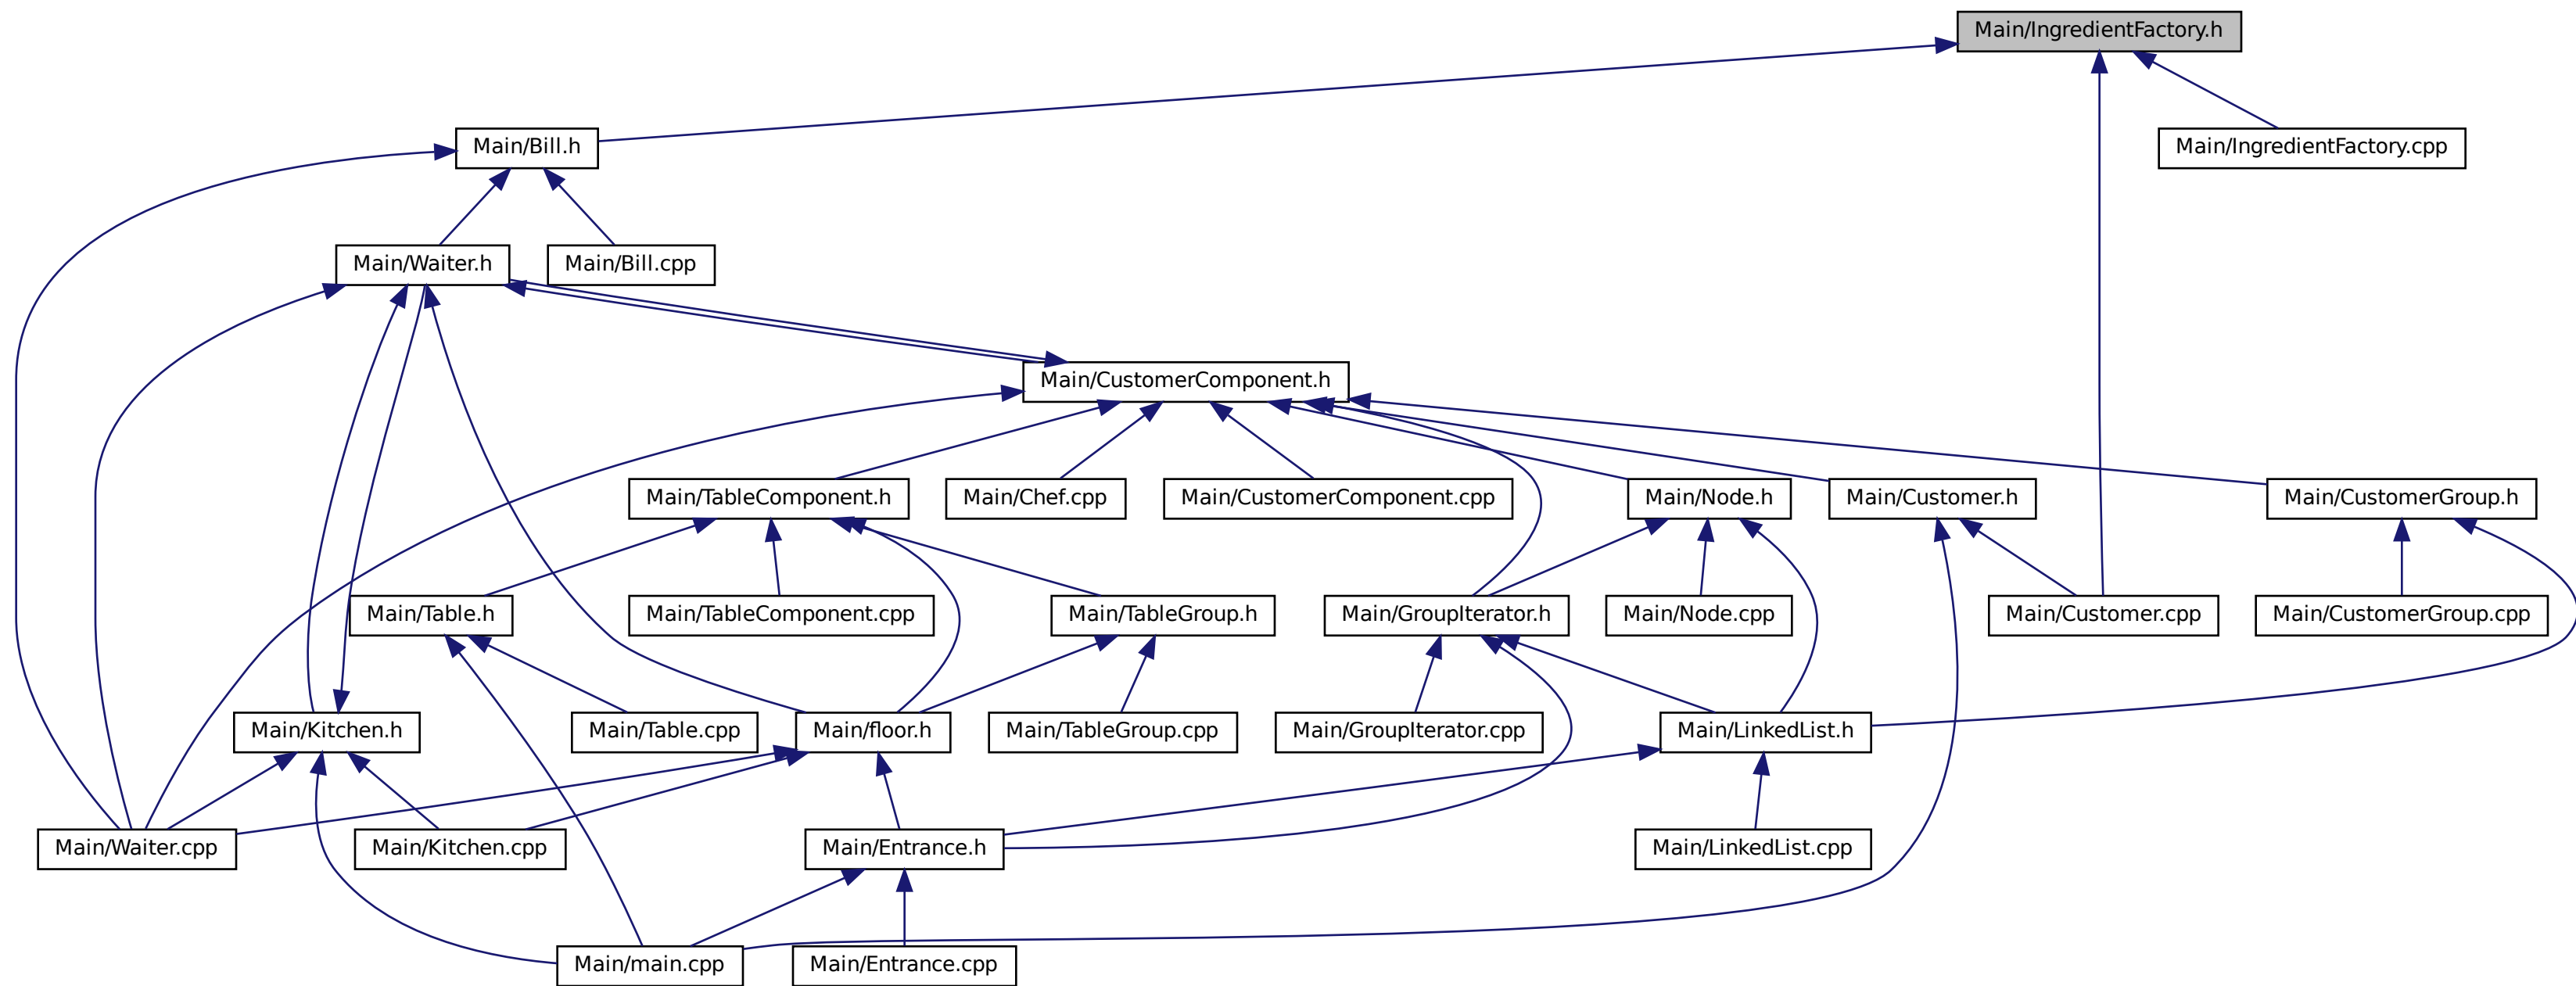 Main/IngredientFactory.h
Main/Bill.h
Main/IngredientFactory.cpp
Main/Waiter.h
Main/Bill.cpp
Main/CustomerComponent.h
Main/TableComponent.h
Main/Chef.cpp
Main/CustomerComponent.cpp
Main/Node.h
Main/Customer.h
Main/CustomerGroup.h
Main/Table.h
Main/TableComponent.cpp
Main/TableGroup.h
Main/GroupIterator.h
Main/Node.cpp
Main/Customer.cpp
Main/CustomerGroup.cpp
Main/Kitchen.h
Main/Table.cpp
Main/floor.h
Main/TableGroup.cpp
Main/GroupIterator.cpp
Main/LinkedList.h
Main/Waiter.cpp
Main/Kitchen.cpp
Main/Entrance.h
Main/LinkedList.cpp
Main/main.cpp
Main/Entrance.cpp